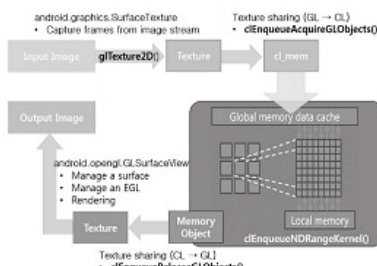 android.graphics.SurfaceTexture
• Capture frames from image stream
Texture sharing (GL → CL)
• clEnqueueAcquireGLObjects()
Input Image
glTexture2D()
Texture
cl_mem
Output Image
Global memory data cache
android.opengl.GLSurfaceView
• Manage a surface
• Manage an EGL
• Rendering
Local memory
Texture
Memory
Object
clEnqueueNDRangeKernel()
Texture sharing (CL → GL)
• clEnqueueReleaseGLObjects()